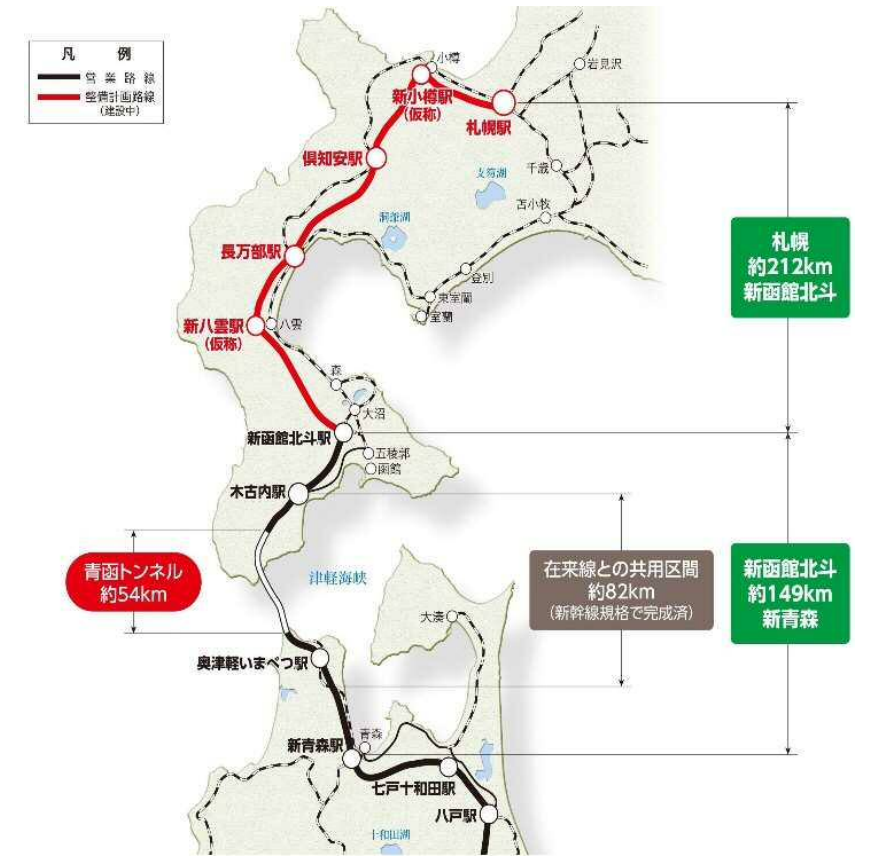 凡 例
営業路線
整備計画路線
(建設中)
小樽
岩見沢
新小樽駅
(仮称)
札幌駅
倶知安駅
千歳
支笏湖
苫小牧
洞爺湖
長万部駅
登別
東室蘭
室蘭
新八雲駅
(仮称)
八雲
札幌
約212km
新函館北斗
森
大沼
新函館北斗駅
五稜郭
函館
木古内駅
青函トンネル
約54km
津軽海峡
在来線との共用区間
約82km
(新幹線規格で完成済)
新函館北斗
約149km
新青森
大湊
奥津軽いまべつ駅
青森
新青森駅
七戸十和田駅
八戸駅
十和田湖